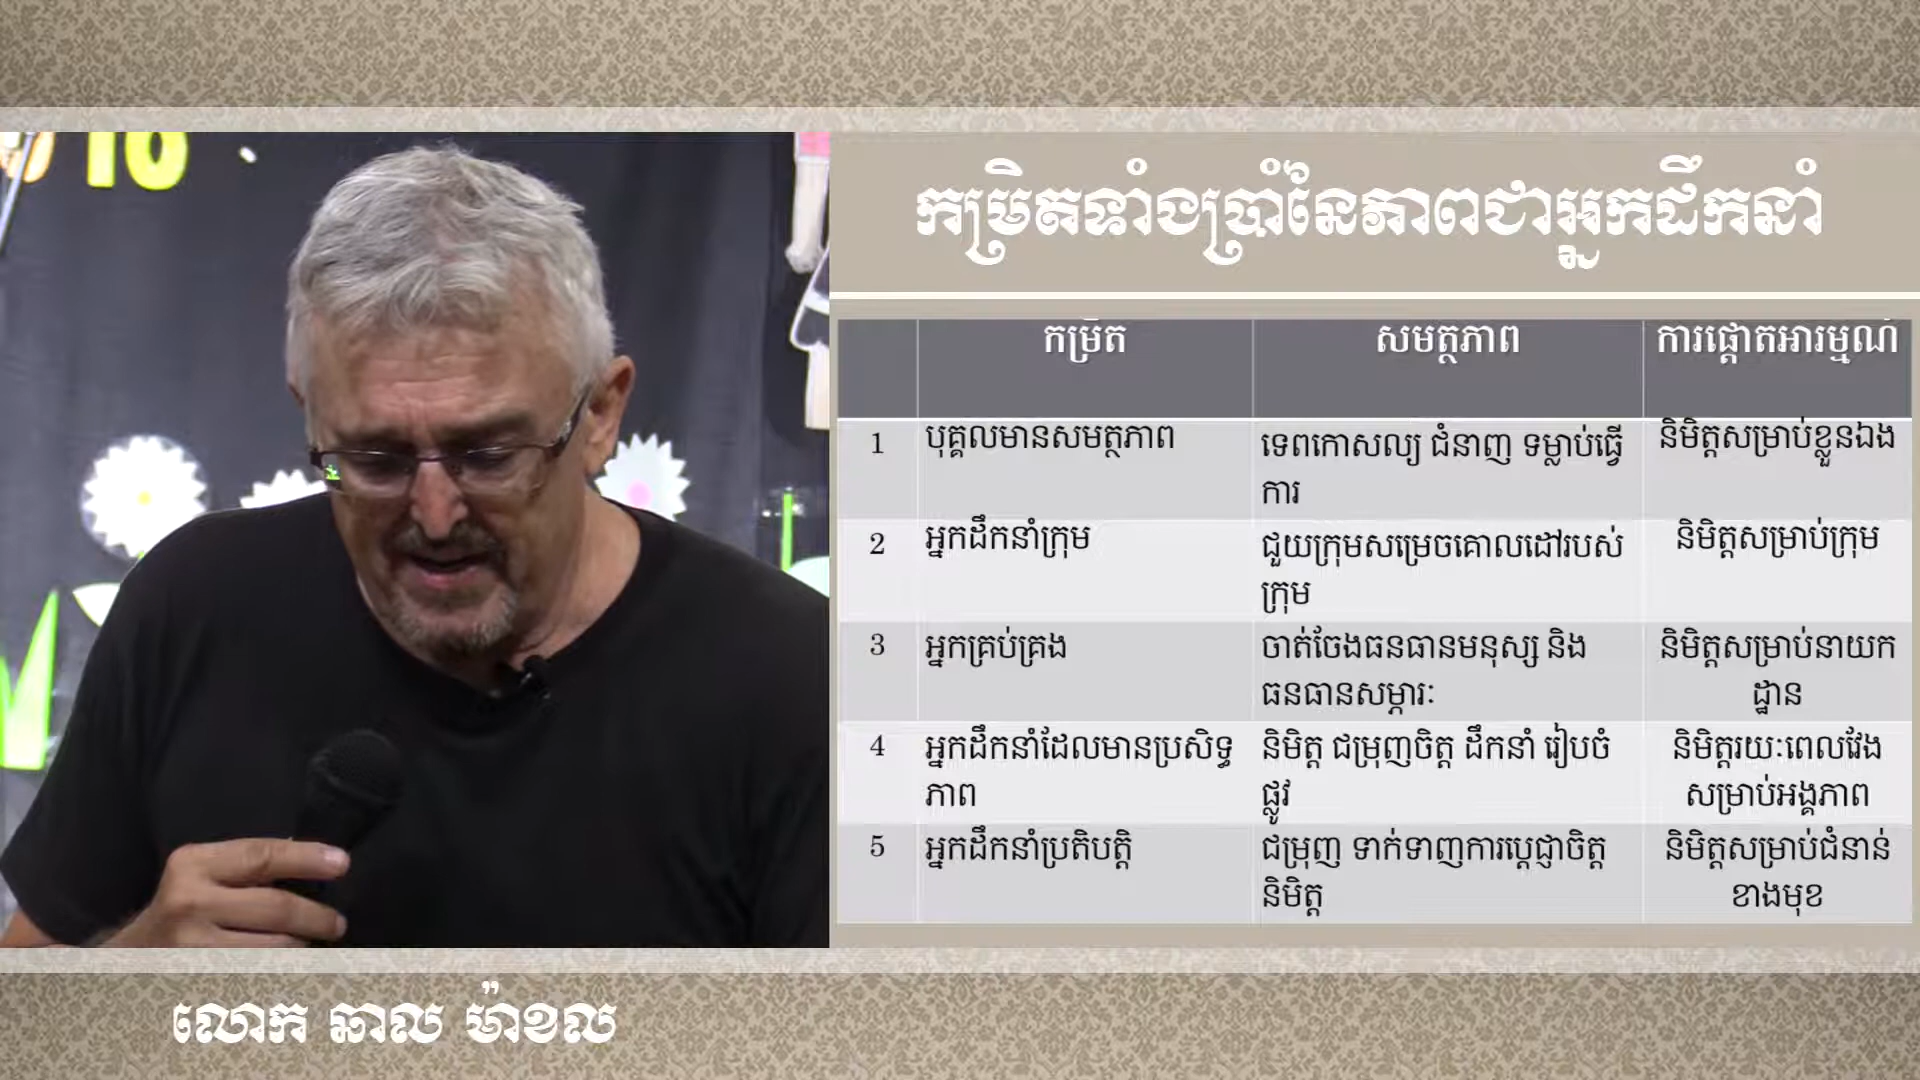 កម្រិតទាំងប្រាំនៃភាពជាអ្នកដឹកនាំ
កម្រិត សមត្ថភាព ការផ្តោតអារម្មណ៍
1 បុគ្គលមានសមត្ថភាព ទេពកោសល្យ ជំនាញ ទម្លាប់ធ្វើ និមិត្តសម្រាប់ខ្លួនឯង
ការ
2 អ្នកដឹកនាំក្រុម ជួយក្រុមសម្រេចគោលដៅរបស់ និមិត្តសម្រាប់ក្រុម
ក្រុម
3 អ្នកគ្រប់គ្រង ចាត់ចែងធនធានមនុស្ស និង និមិត្តសម្រាប់នាយក
ធនធានសម្ភារៈ ដ្ឋាន
4 អ្នកដឹកនាំដែលមានប្រសិទ្ធ និមិត្ត ជម្រុញចិត្ត ដឹកនាំ រៀបចំ និមិត្តរយៈពេលវែង
ភាព ផ្លូវ សម្រាប់អង្គភាព
5 អ្នកដឹកនាំប្រតិបត្តិ ជម្រុញ ទាក់ទាញការប្តេជ្ញាចិត្ត និមិត្តសម្រាប់ជំនាន់
និមិត្ត ខាងមុខ
លោក ឆាល ម៉ាខល